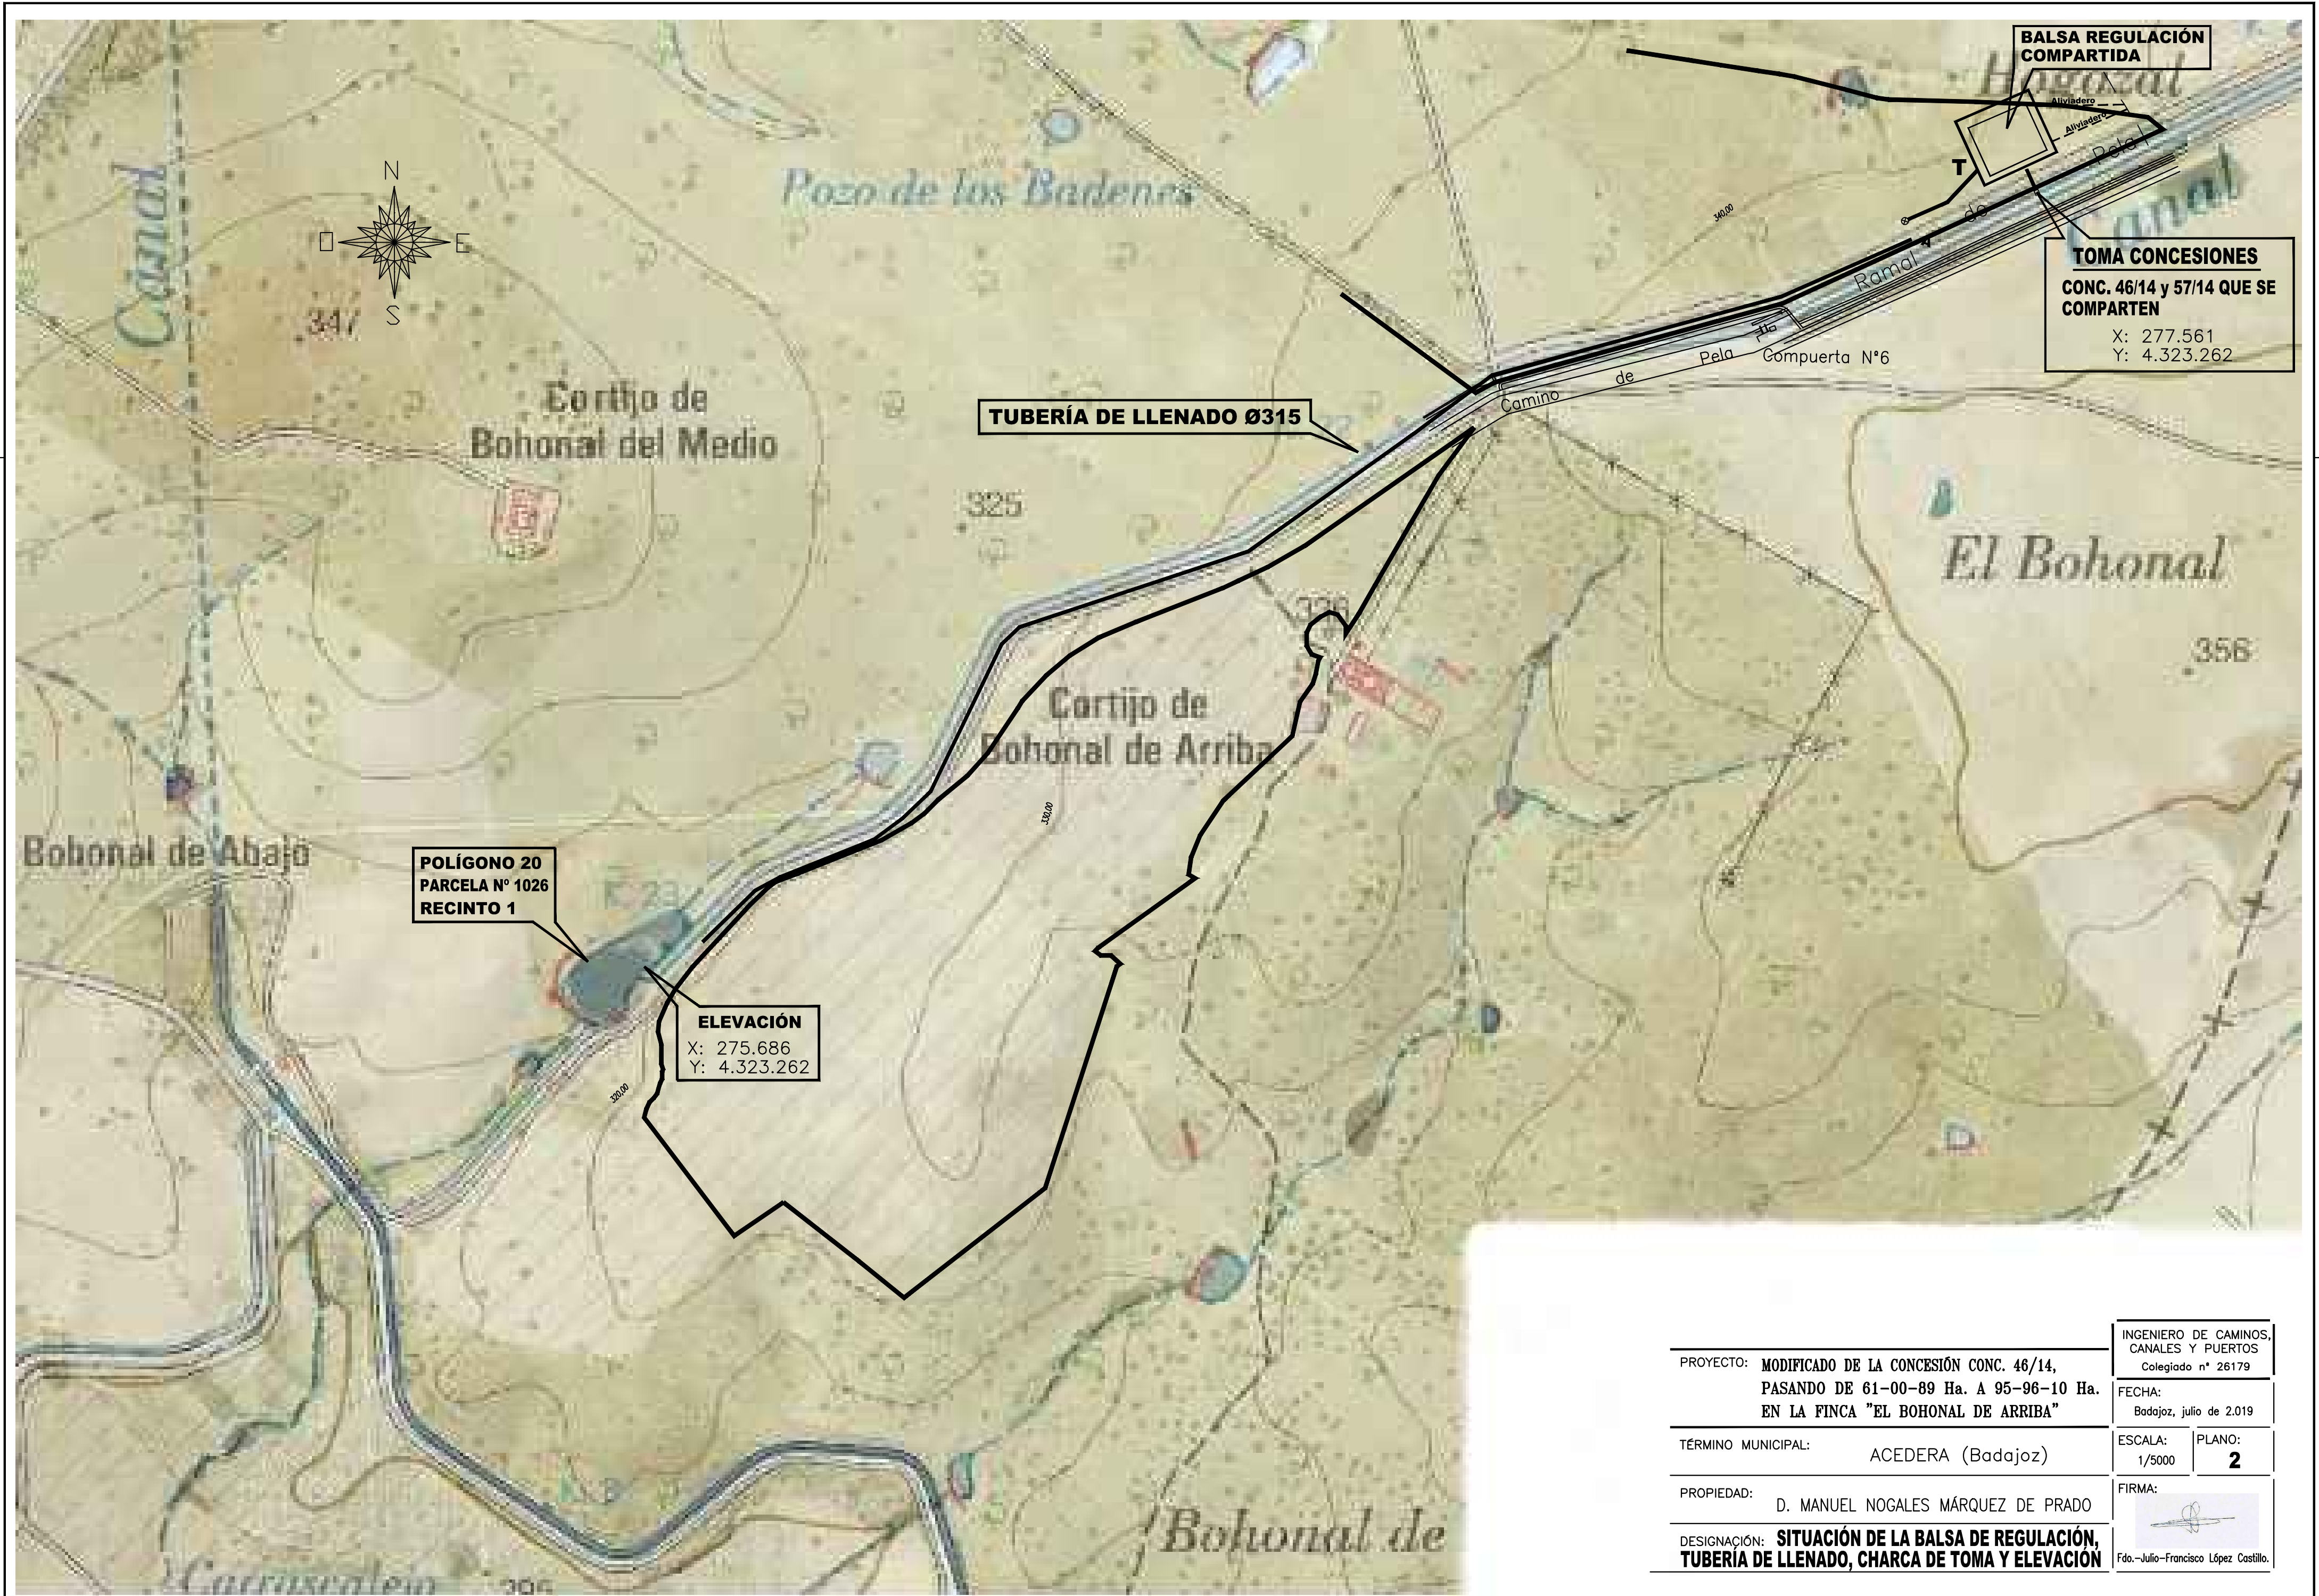 BALSA REGULACIÓN
COMPARTIDA
Hogozal
Aliviadero
Aliviadero
T
Canal
de
Pela
Ramal
TOMA CONCESIONES
CONC. 46/14 y 57/14 QUE SE
COMPARTEN
X: 277.561
Y: 4.323.262
340,00
Pozo de los Badenes
Canal
N
O
E
S
347
Cortijo de
Bohonal del Medio
TUBERÍA DE LLENADO Ø315
Camino
de
Pela
Compuerta N°6
325
El Bohonal
356
Cortijo de
Bohonal de Arriba
330,00
Bohonal de Abajo
POLÍGONO 20
PARCELA Nº 1026
RECINTO 1
ELEVACIÓN
X: 275.686
Y: 4.323.262
320,00
Bohonal de
Carrascalejo
PROYECTO: MODIFICADO DE LA CONCESIÓN CONC. 46/14,
PASANDO DE 61-00-89 Ha. A 95-96-10 Ha.
EN LA FINCA "EL BOHONAL DE ARRIBA"
TÉRMINO MUNICIPAL: ACEDERA (Badajoz)
PROPIEDAD: D. MANUEL NOGALES MÁRQUEZ DE PRADO
DESIGNACIÓN: SITUACIÓN DE LA BALSA DE REGULACIÓN,
TUBERÍA DE LLENADO, CHARCA DE TOMA Y ELEVACIÓN
INGENIERO DE CAMINOS,
CANALES Y PUERTOS
Colegiado n° 26179
FECHA:
Badajoz, julio de 2.019
ESCALA:
1/5000
PLANO:
2
FIRMA:
Fdo.-Julio-Francisco López Castillo.